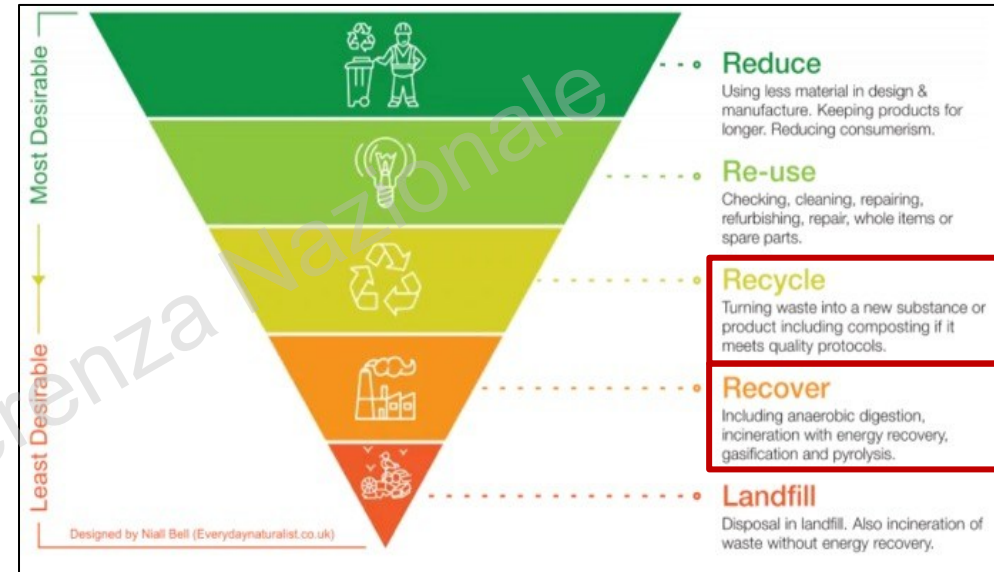 Most Desirable
Least Desirable
Reduce
Using less material in design &
manufacture. Keeping products for
longer. Reducing consumerism.
Re-use
Checking, cleaning, repairing,
refurbishing, repair, whole items or
spare parts.
Recycle
Turning waste into a new substance or
product including composting if it
meets quality protocols.
Recover
Including anaerobic digestion,
incineration with energy recovery,
gasification and pyrolysis.
Landfill
Disposal in landfill. Also incineration of
waste without energy recovery.
Designed by Niall Bell (Everydaynaturalist.co.uk)
Nazionale